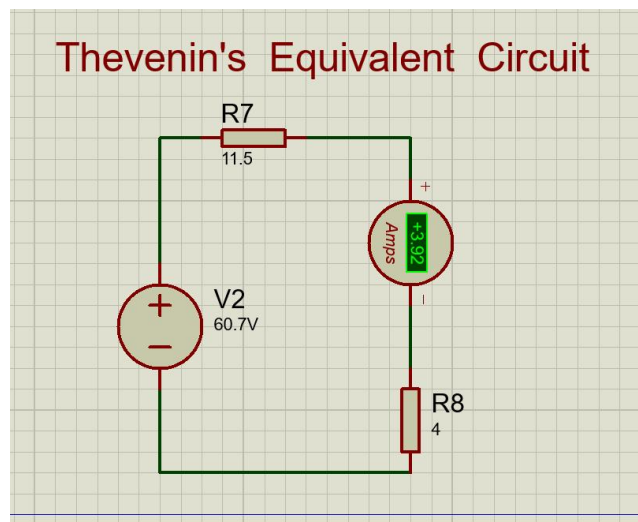 Thevenin's Equivalent Circuit
R7
11.5
+
+3.92
Amps
+
V2
60.7V
−
−
R8
4